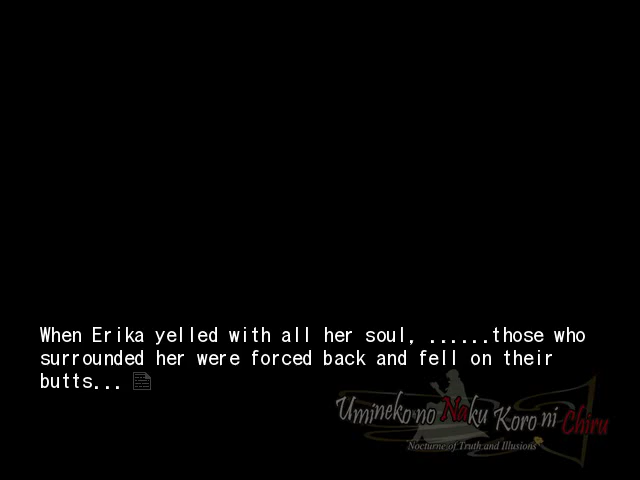 When Erika yelled with all her soul, ......those who
surrounded her were forced back and fell on their
butts...
Umineko no Naku Koro ni Chiru
Nocturne of Truth and Illusions